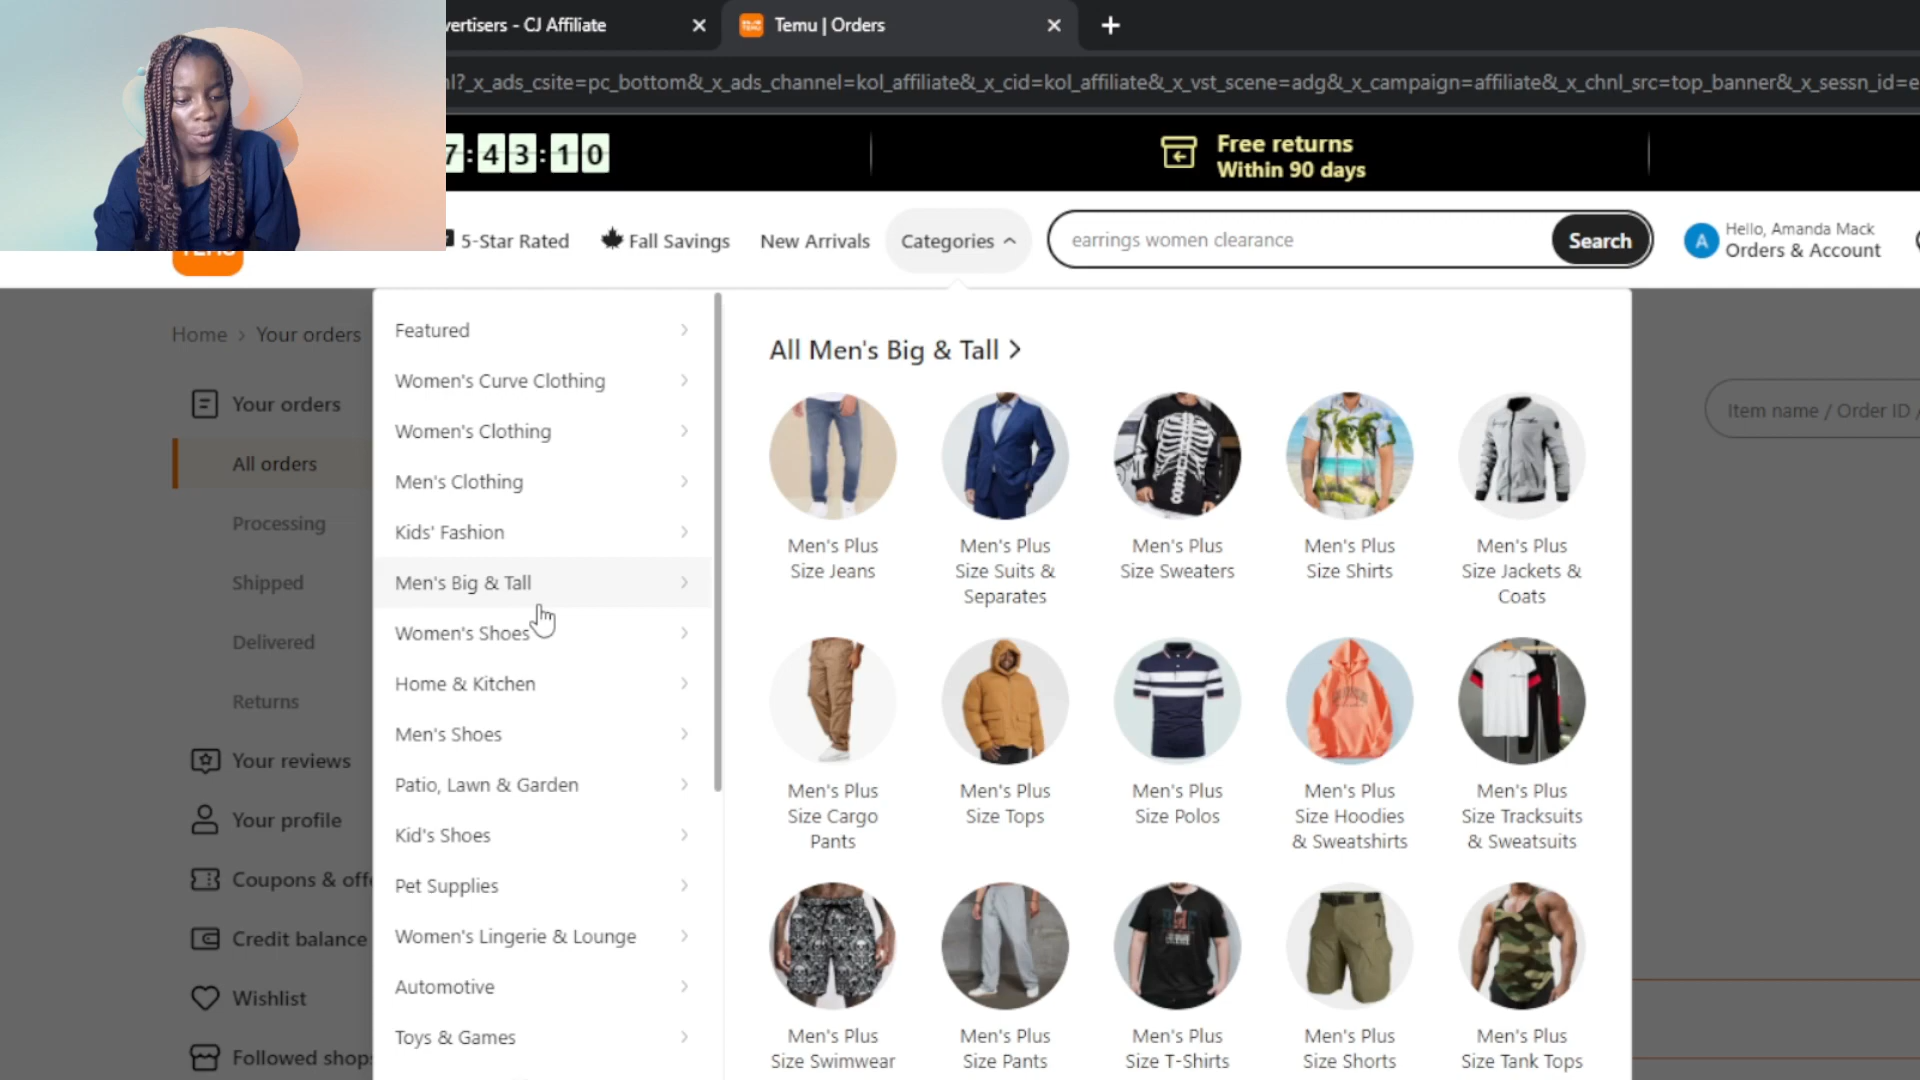 vertisers - CJ Affiliate
Temu | Orders
_x_ads_csite=pc_bottom&_x_ads_channel=kol_affiliate&_x_cid=kol_affiliate&_x_vst_scene=adg&_x_campaign=affiliate&_x_chnl_src=top_banner&_x_sessn_id=e
7:43:10
Free returns
Within 90 days
5-Star Rated
Fall Savings
New Arrivals
Categories
earrings women clearance
Search
A
Hello, Amanda Mack
Orders & Account
Home > Your orders
Your orders
All orders
Processing
Shipped
Delivered
Returns
Your reviews
Your profile
Coupons & off
Credit balance
Wishlist
Followed shop
Featured
Women's Curve Clothing
Women's Clothing
Men's Clothing
Kids' Fashion
Men's Big & Tall
Women's Shoes
Home & Kitchen
Men's Shoes
Patio, Lawn & Garden
Kid's Shoes
Pet Supplies
Women's Lingerie & Lounge
Automotive
Toys & Games
All Men's Big & Tall >
Men's Plus
Size Jeans
Men's Plus
Size Suits &
Separates
Men's Plus
Size Sweaters
Men's Plus
Size Shirts
Men's Plus
Size Jackets &
Coats
Men's Plus
Size Cargo
Pants
Men's Plus
Size Tops
Men's Plus
Size Polos
Men's Plus
Size Hoodies
& Sweatshirts
Men's Plus
Size Tracksuits
& Sweatsuits
Men's Plus
Size Swimwear
Men's Plus
Size Pants
Men's Plus
Size T-Shirts
Men's Plus
Size Shorts
Men's Plus
Size Tank Tops
Item name / Order ID /